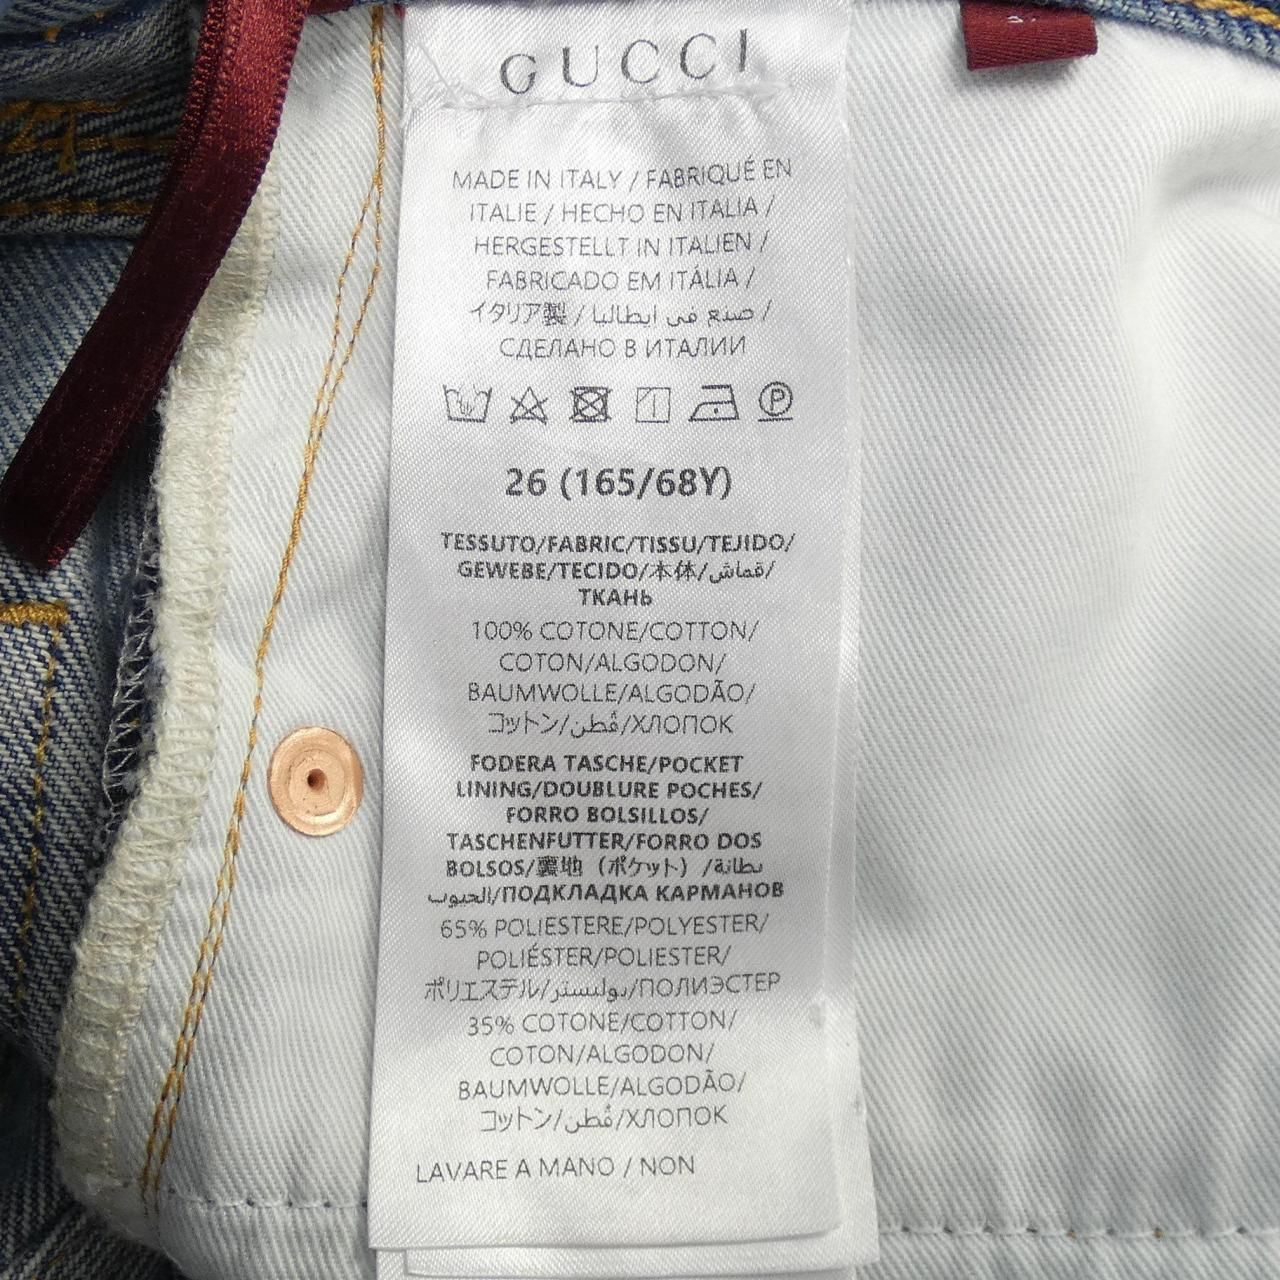 GUCCI
MADE IN ITALY / FABRIQUÉ EN
ITALIE / HECHO EN ITALIA /
HERGESTELLT IN ITALIEN /
FABRICADO EM ITÁLIA /
イタリア製 / صنع في ايطاليا /
СДЕЛАНО В ИТАЛИИ
P
26 (165/68Y)
TESSUTO/FABRIC/TISSU/TEJIDO/
GEWEBE/TECIDO/本体/قماش/
ТКАНЬ
100% COTONE/COTTON/
COTON/ALGODON/
BAUMWOLLE/ALGODÃO/
コットン/قُطن/ХЛОПОК
FODERA TASCHE/POCKET
LINING/DOUBLURE POCHES/
FORRO BOLSILLOS/
TASCHENFUTTER/FORRO DOS
BOLSOS/裏地（ポケット）/بطانة
الجيوب/ПОДКЛАДКА КАРМАНОВ
65% POLIESTERE/POLYESTER/
POLIÉSTER/POLIESTER/
ポリエステル/بوليستر/ПОЛИЭСТЕР
35% COTONE/COTTON/
COTON/ALGODON/
BAUMWOLLE/ALGODÃO/
コットン/قُطن/ХЛОПОК
LAVARE A MANO / NON